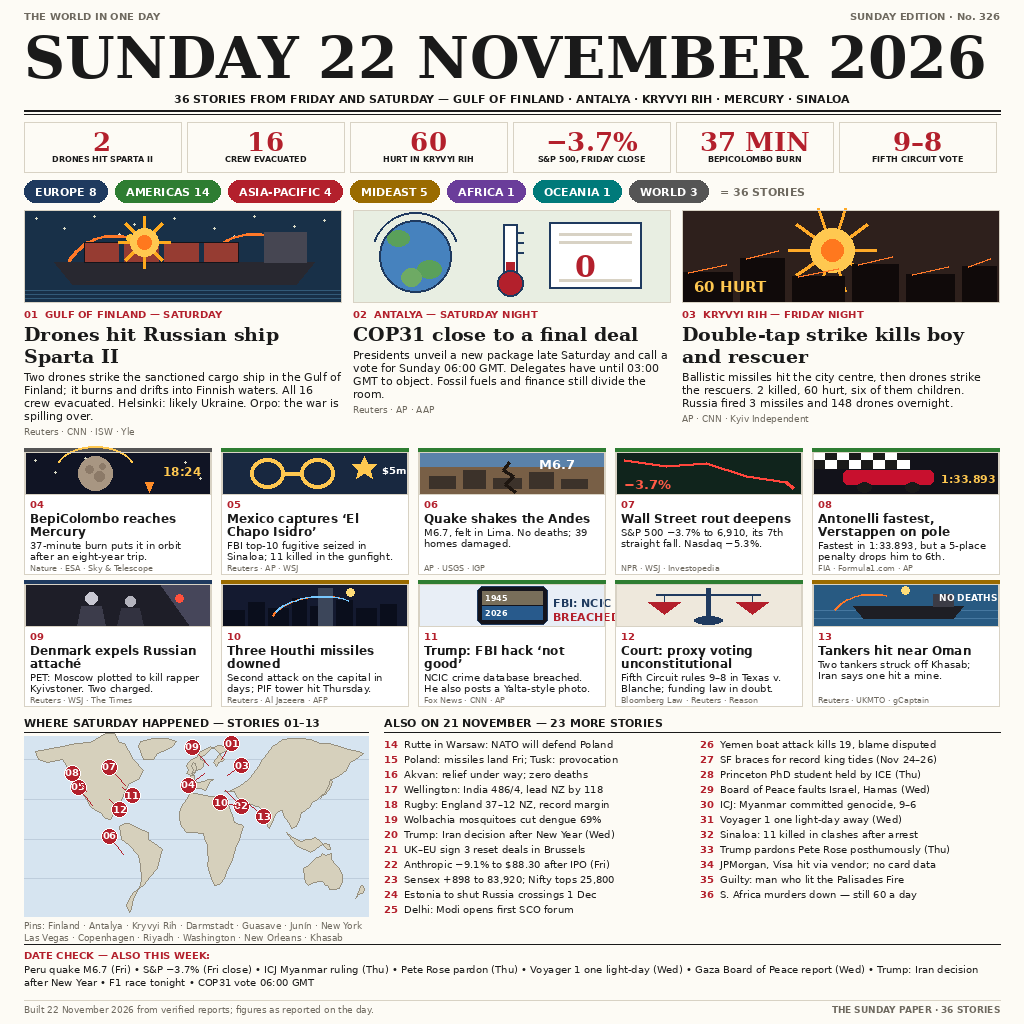 THE WORLD IN ONE DAY
SUNDAY EDITION · No. 326
SUNDAY 22 NOVEMBER 2026
36 STORIES FROM FRIDAY AND SATURDAY — GULF OF FINLAND · ANTALYA · KRYVYI RIH · MERCURY · SINALOA
2
DRONES HIT SPARTA II
16
CREW EVACUATED
60
HURT IN KRYVYI RIH
−3.7%
S&P 500, FRIDAY CLOSE
37 MIN
BEPICOLOMBO BURN
9–8
FIFTH CIRCUIT VOTE
EUROPE 8
AMERICAS 14
ASIA-PACIFIC 4
MIDEAST 5
AFRICA 1
OCEANIA 1
WORLD 3
= 36 STORIES
01 GULF OF FINLAND — SATURDAY
Drones hit Russian ship
Sparta II
Two drones strike the sanctioned cargo ship in the Gulf of
Finland; it burns and drifts into Finnish waters. All 16
crew evacuated. Helsinki: likely Ukraine. Orpo: the war is
spilling over.
Reuters · CNN · ISW · Yle
0
02 ANTALYA — SATURDAY NIGHT
COP31 close to a final deal
Presidents unveil a new package late Saturday and call a
vote for Sunday 06:00 GMT. Delegates have until 03:00
GMT to object. Fossil fuels and finance still divide the
room.
Reuters · AP · AAP
60 HURT
03 KRYVYI RIH — FRIDAY NIGHT
Double-tap strike kills boy
and rescuer
Ballistic missiles hit the city centre, then drones strike
the rescuers. 2 killed, 60 hurt, six of them children.
Russia fired 3 missiles and 148 drones overnight.
AP · CNN · Kyiv Independent
18:24
04
BepiColombo reaches
Mercury
37-minute burn puts it in orbit
after an eight-year trip.
Nature · ESA · Sky & Telescope
$5m
05
Mexico captures ‘El
Chapo Isidro’
FBI top-10 fugitive seized in
Sinaloa; 11 killed in the gunfight.
Reuters · AP · WSJ
M6.7
06
Quake shakes the Andes
M6.7, felt in Lima. No deaths; 39
homes damaged.
AP · USGS · IGP
−3.7%
07
Wall Street rout deepens
S&P 500 −3.7% to 6,910, its 7th
straight fall. Nasdaq −5.3%.
NPR · WSJ · Investopedia
1:33.893
08
Antonelli fastest,
Verstappen on pole
Fastest in 1:33.893, but a 5-place
penalty drops him to 6th.
FIA · Formula1.com · AP
09
Denmark expels Russian
attaché
PET: Moscow plotted to kill rapper
Kyivstoner. Two charged.
Reuters · WSJ · The Times
10
Three Houthi missiles
downed
Second attack on the capital in
days; PIF tower hit Thursday.
Reuters · Al Jazeera · AFP
1945
2026
FBI: NCIC
BREACHED
11
Trump: FBI hack ‘not
good’
NCIC crime database breached.
He also posts a Yalta-style photo.
Fox News · CNN · AP
12
Court: proxy voting
unconstitutional
Fifth Circuit rules 9–8 in Texas v.
Blanche; funding law in doubt.
Bloomberg Law · Reuters · Reason
NO DEATHS
13
Tankers hit near Oman
Two tankers struck off Khasab;
Iran says one hit a mine.
Reuters · UKMTO · gCaptain
WHERE SATURDAY HAPPENED — STORIES 01–13
09
01
03
07
08
05
04
11
12
10
02
13
06
Pins: Finland · Antalya · Kryvyi Rih · Darmstadt · Guasave · Junín · New York
Las Vegas · Copenhagen · Riyadh · Washington · New Orleans · Khasab
ALSO ON 21 NOVEMBER — 23 MORE STORIES
14 Rutte in Warsaw: NATO will defend Poland
15 Poland: missiles land Fri; Tusk: provocation
16 Akvan: relief under way; zero deaths
17 Wellington: India 486/4, lead NZ by 118
18 Rugby: England 37–12 NZ, record margin
19 Wolbachia mosquitoes cut dengue 69%
20 Trump: Iran decision after New Year (Wed)
21 UK–EU sign 3 reset deals in Brussels
22 Anthropic −9.1% to $88.30 after IPO (Fri)
23 Sensex +898 to 83,920; Nifty tops 25,800
24 Estonia to shut Russia crossings 1 Dec
25 Delhi: Modi opens first SCO forum
26 Yemen boat attack kills 19, blame disputed
27 SF braces for record king tides (Nov 24–26)
28 Princeton PhD student held by ICE (Thu)
29 Board of Peace faults Israel, Hamas (Wed)
30 ICJ: Myanmar committed genocide, 9–6
31 Voyager 1 one light-day away (Wed)
32 Sinaloa: 11 killed in clashes after arrest
33 Trump pardons Pete Rose posthumously (Thu)
34 JPMorgan, Visa hit via vendor; no card data
35 Guilty: man who lit the Palisades Fire
36 S. Africa murders down — still 60 a day
DATE CHECK — ALSO THIS WEEK:
Peru quake M6.7 (Fri) • S&P −3.7% (Fri close) • ICJ Myanmar ruling (Thu) • Pete Rose pardon (Thu) • Voyager 1 one light-day (Wed) • Gaza Board of Peace report (Wed) • Trump: Iran decision
after New Year (Wed) • F1 race tonight • COP31 vote 06:00 GMT
Built 22 November 2026 from verified reports; figures as reported on the day.
THE SUNDAY PAPER · 36 STORIES